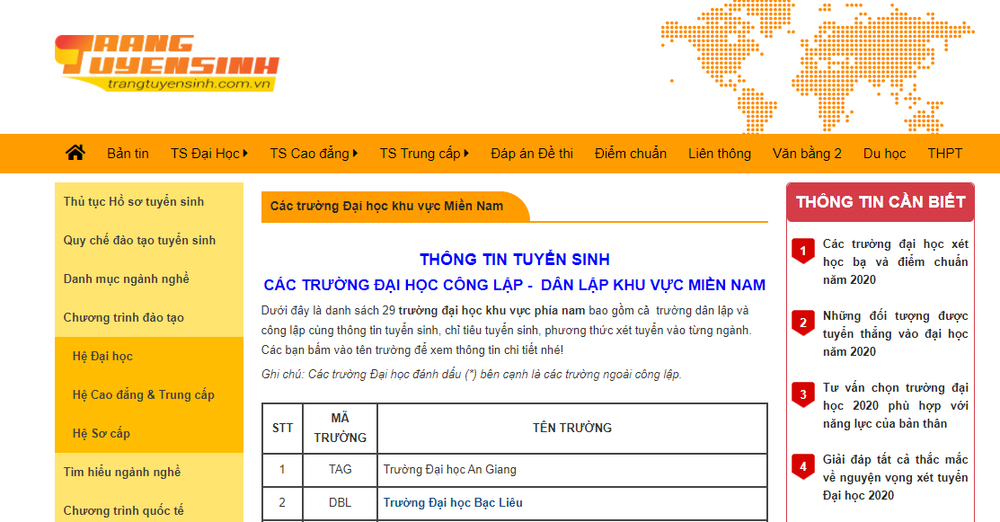 TRANG
TUYENSINH
trangtuyensinh.com.vn
Bản tin
TS Đại Học
TS Cao đẳng
TS Trung cấp
Đáp án Đề thi
Điểm chuẩn
Liên thông
Văn bằng 2
Du học
THPT
Thủ tục Hồ sơ tuyển sinh
Quy chế đào tạo tuyển sinh
Danh mục ngành nghề
Chương trình đào tạo
Hệ Đại học
Hệ Cao đẳng & Trung cấp
Hệ Sơ cấp
Tìm hiểu ngành nghề
Chương trình quốc tế
Các trường Đại học khu vực Miền Nam
THÔNG TIN TUYỂN SINH
CÁC TRƯỜNG ĐẠI HỌC CÔNG LẬP - DÂN LẬP KHU VỰC MIỀN NAM
Dưới đây là danh sách 29 trường đại học khu vực phía nam bao gồm cả trường dân lập và
công lập cùng thông tin tuyển sinh, chỉ tiêu tuyển sinh, phương thức xét tuyển vào từng ngành.
Các bạn bấm vào tên trường để xem thông tin chi tiết nhé!
Ghi chú: Các trường Đại học đánh dấu (*) bên cạnh là các trường ngoài công lập.
STT
MÃ
TRƯỜNG
TÊN TRƯỜNG
1 TAG Trường Đại học An Giang
2 DBL Trường Đại học Bạc Liêu
THÔNG TIN CẦN BIẾT
1
Các trường đại học xét
học bạ và điểm chuẩn
năm 2020
2
Những đối tượng được
tuyển thẳng vào đại học
năm 2020
3
Tư vấn chọn trường đại
học 2020 phù hợp với
năng lực của bản thân
4
Giải đáp tất cả thắc mắc
về nguyện vọng xét tuyển
Đại học 2020